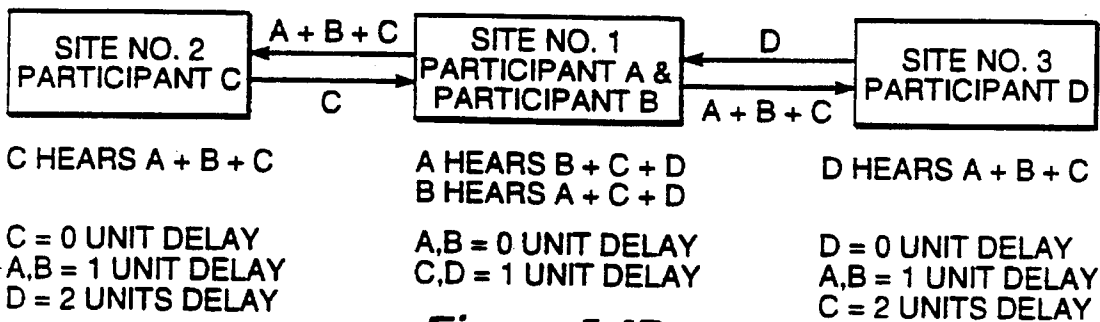 SITE NO. 2
PARTICIPANT C
A + B + C
C
SITE NO. 1
PARTICIPANT A &
PARTICIPANT B
D
A + B + C
SITE NO. 3
PARTICIPANT D
C HEARS A + B + C
A HEARS B + C + D
B HEARS A + C + D
D HEARS A + B + C
C = 0 UNIT DELAY
A,B = 1 UNIT DELAY
D = 2 UNITS DELAY
A,B = 0 UNIT DELAY
C,D = 1 UNIT DELAY
D = 0 UNIT DELAY
A,B = 1 UNIT DELAY
C = 2 UNITS DELAY